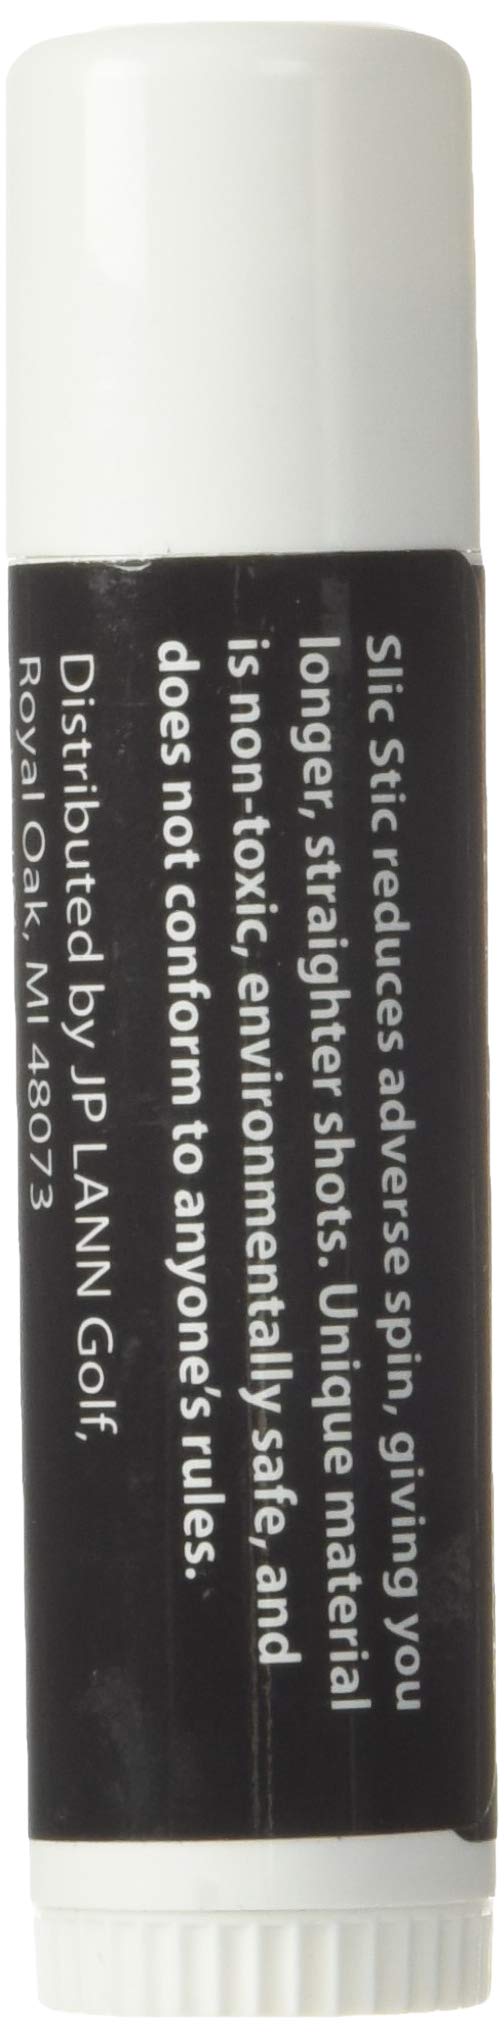 Slic Stic reduces adverse spin, giving you
longer, straighter shots. Unique material
is non-toxic, environmentally safe, and
does not conform to anyone's rules.
Distributed by JP LANN Golf,
Royal Oak, MI 48073